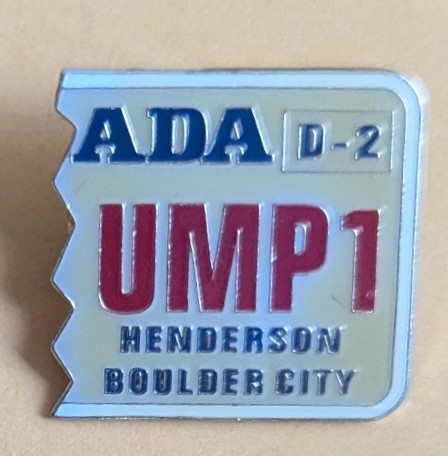 ADA D-2
UMP1
HENDERSON
BOULDER CITY